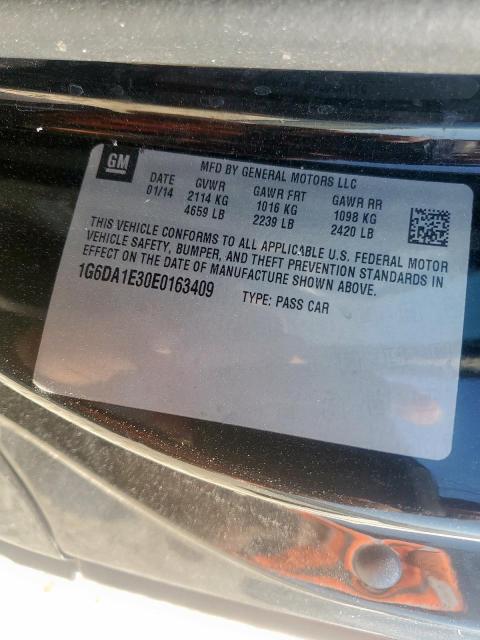 GM
MFD BY GENERAL MOTORS LLC
DATE GVWR GAWR FRT GAWR RR
01/14 2114 KG 1016 KG 1098 KG
4659 LB 2239 LB 2420 LB
THIS VEHICLE CONFORMS TO ALL APPLICABLE U.S. FEDERAL MOTOR
VEHICLE SAFETY, BUMPER, AND THEFT PREVENTION STANDARDS IN
EFFECT ON THE DATE OF MANUFACTURE SHOWN ABOVE.
1G6DA1E30E0163409 TYPE: PASS CAR